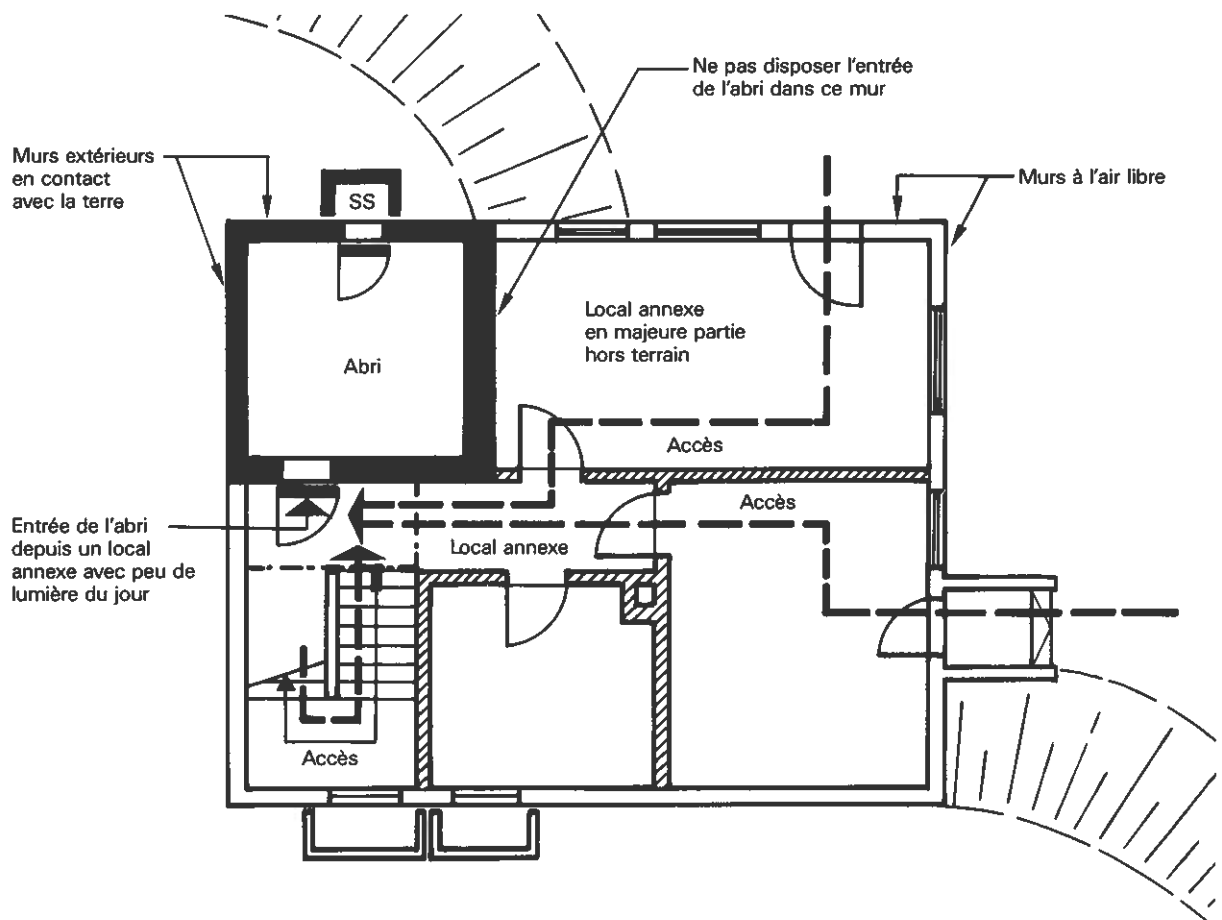 Ne pas disposer l'entrée
de l'abri dans ce mur
Murs extérieurs
en contact
avec la terre
SS
Murs à l'air libre
Local annexe
en majeure partie
hors terrain
Abri
Accès
Accès
Entrée de l'abri
depuis un local
annexe avec peu de
lumière du jour
Local annexe
Accès